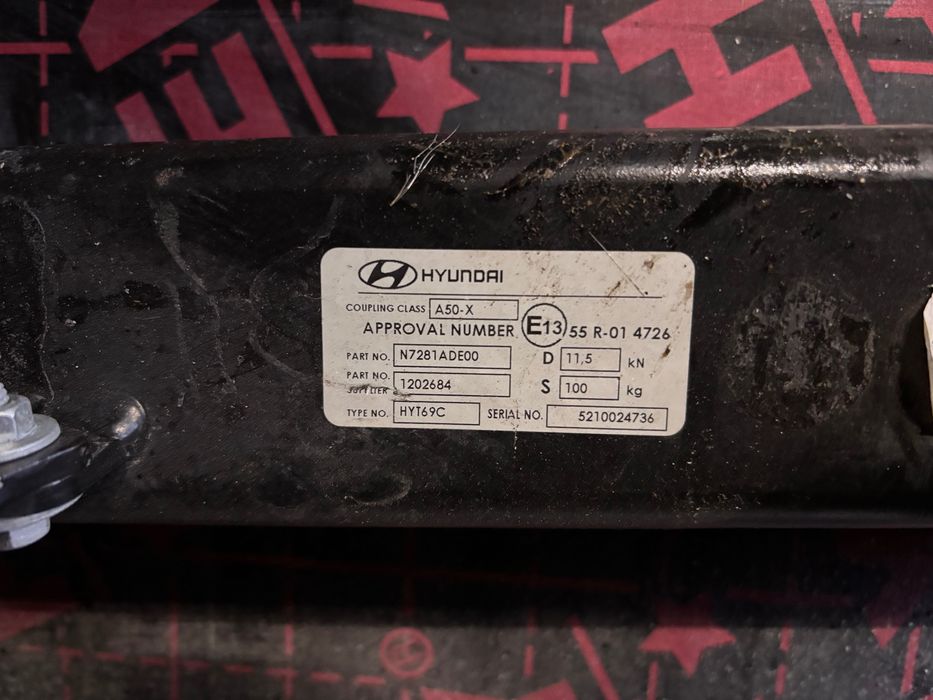 HYUNDAI
COUPLING CLASS A50-X
APPROVAL NUMBER E13 55 R-01 4726
PART NO. N7281ADE00 D 11,5 kN
PART NO. SUPPLIER 1202684 S 100 kg
TYPE NO. HYT69C SERIAL NO. 5210024736